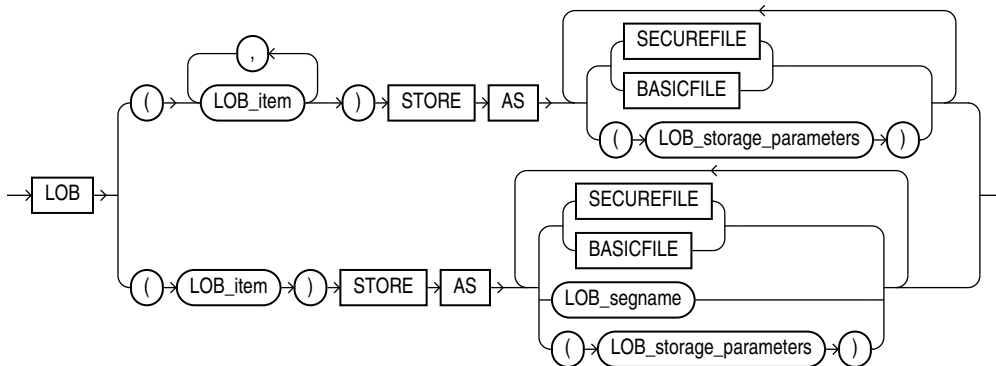 ,
SECUREFILE
BASICFILE
( LOB_item ) STORE AS
( LOB_storage_parameters )
LOB
SECUREFILE
BASICFILE
( LOB_item ) STORE AS
LOB_segname
( LOB_storage_parameters )